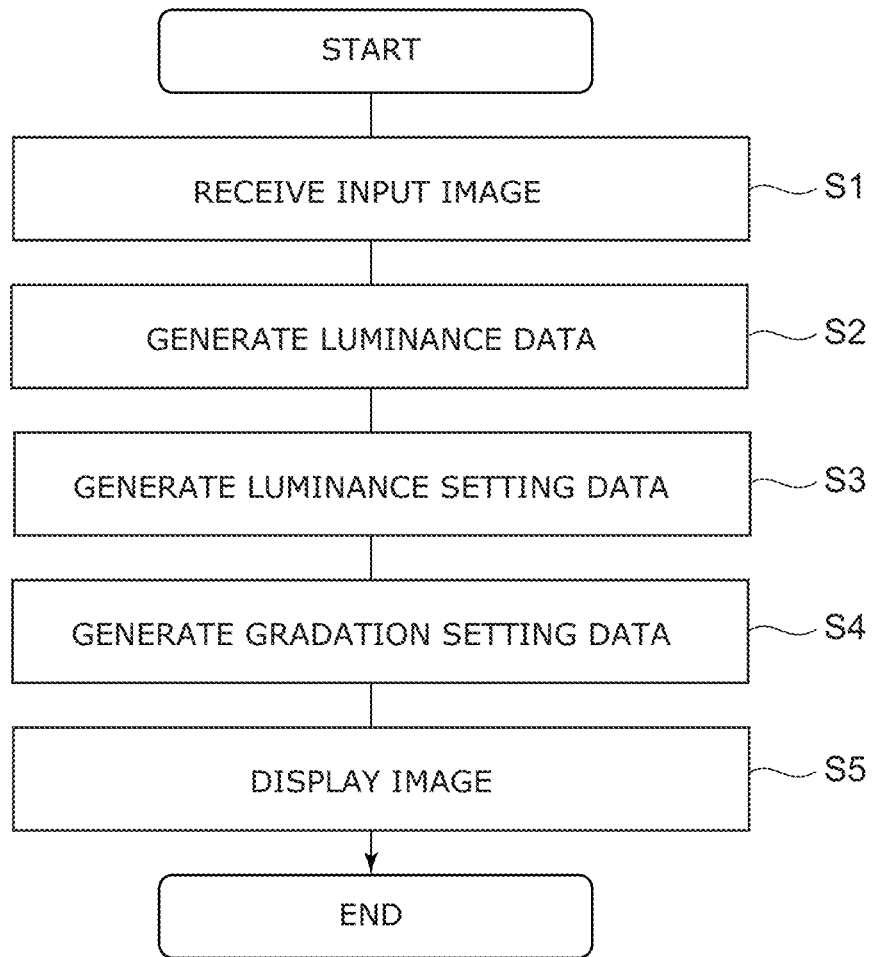 START
RECEIVE INPUT IMAGE
S1
GENERATE LUMINANCE DATA
S2
GENERATE LUMINANCE SETTING DATA
S3
GENERATE GRADATION SETTING DATA
S4
DISPLAY IMAGE
S5
END